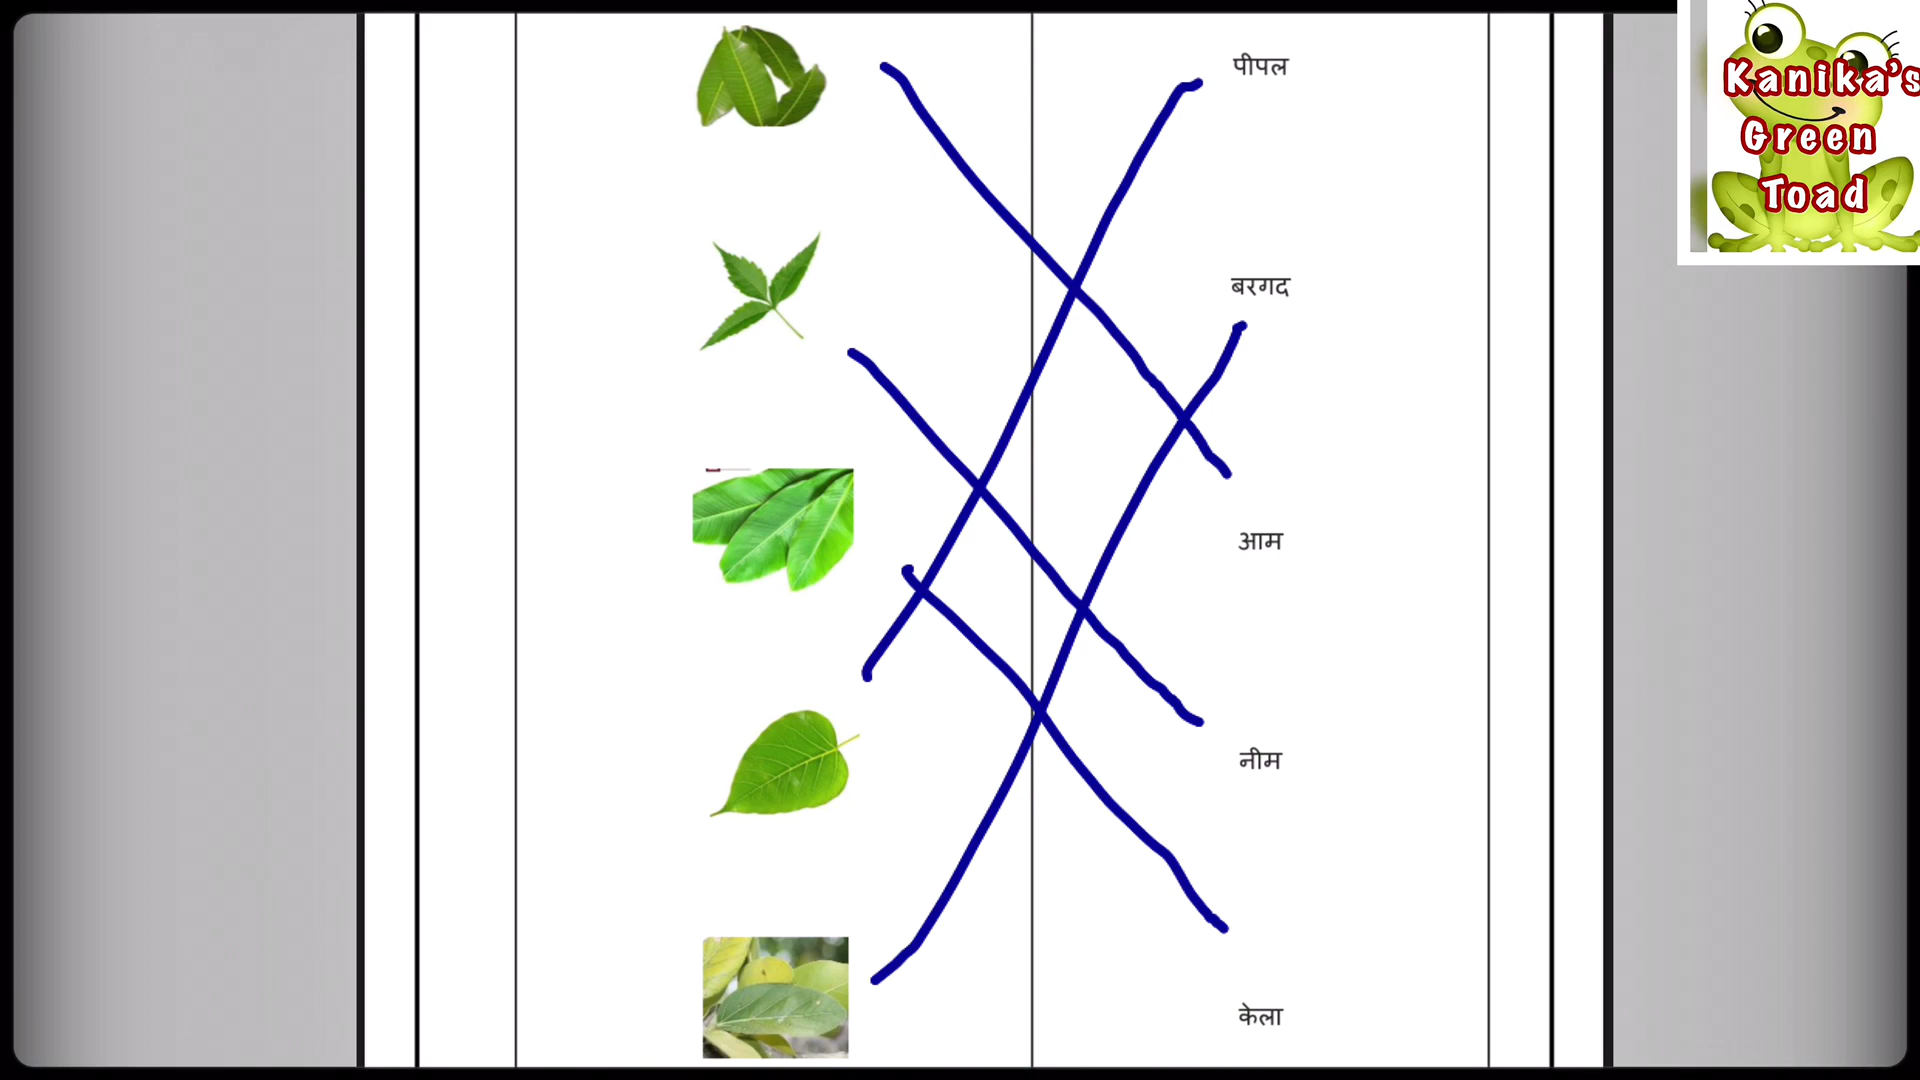 पीपल
बरगद
आम
नीम
केला
Kanika's
Green
Toad